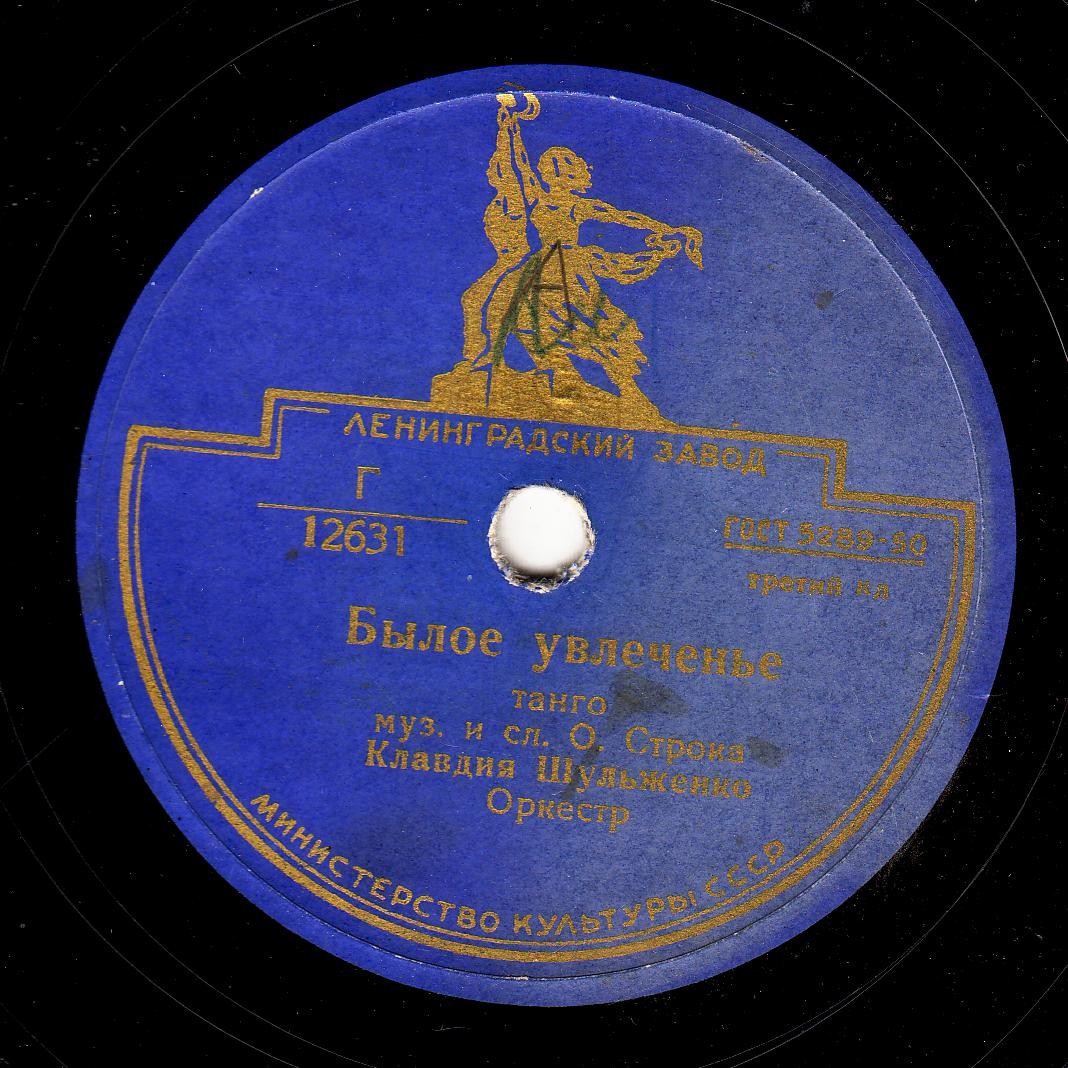 ЛЕНИНГРАДСКИЙ ЗАВОД
Г
12631
ГОСТ 5289-50
третий кл
Былое увлеченье
танго
муз. и сл. О. Строка
Клавдия Шульженко
Оркестр
МИНИСТЕРСТВО КУЛЬТУРЫ СССР